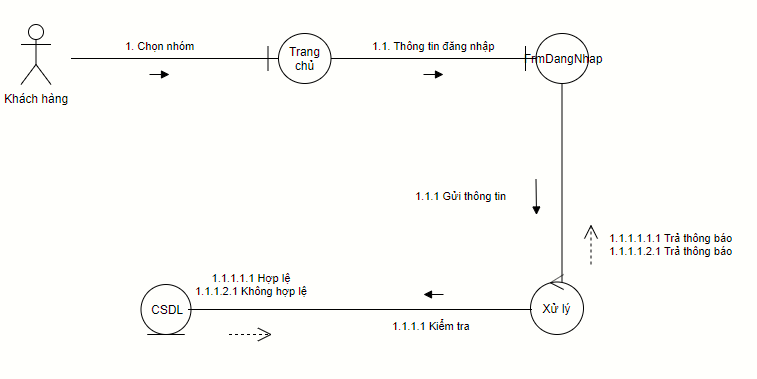 1. Chọn nhóm
1.1. Thông tin đăng nhập
Trang
chủ
FrmDangNhap
Khách hàng
1.1.1 Gửi thông tin
1.1.1.1.1.1 Trả thông báo
1.1.1.1.2.1 Trả thông báo
1.1.1.1.1 Hợp lệ
1.1.1.2.1 Không hợp lệ
CSDL
Xử lý
1.1.1.1 Kiểm tra